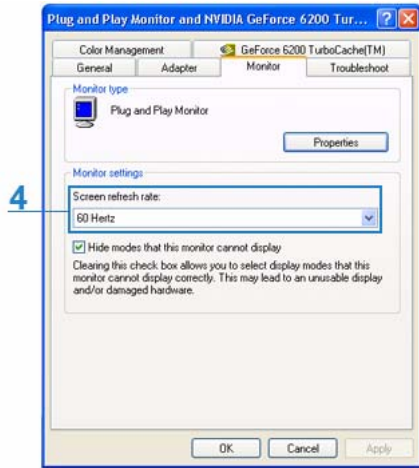 Plug and Play Monitor and NVIDIA GeForce 6200 Tur...
Color Management
GeForce 6200 TurboCache(TM)
General
Adapter
Monitor
Troubleshoot
Monitor type
Plug and Play Monitor
Properties
Monitor settings
4
Screen refresh rate:
60 Hertz
Hide modes that this monitor cannot display
Clearing this check box allows you to select display modes that this
monitor cannot display correctly. This may lead to an unusable display
and/or damaged hardware.
OK
Cancel
Apply